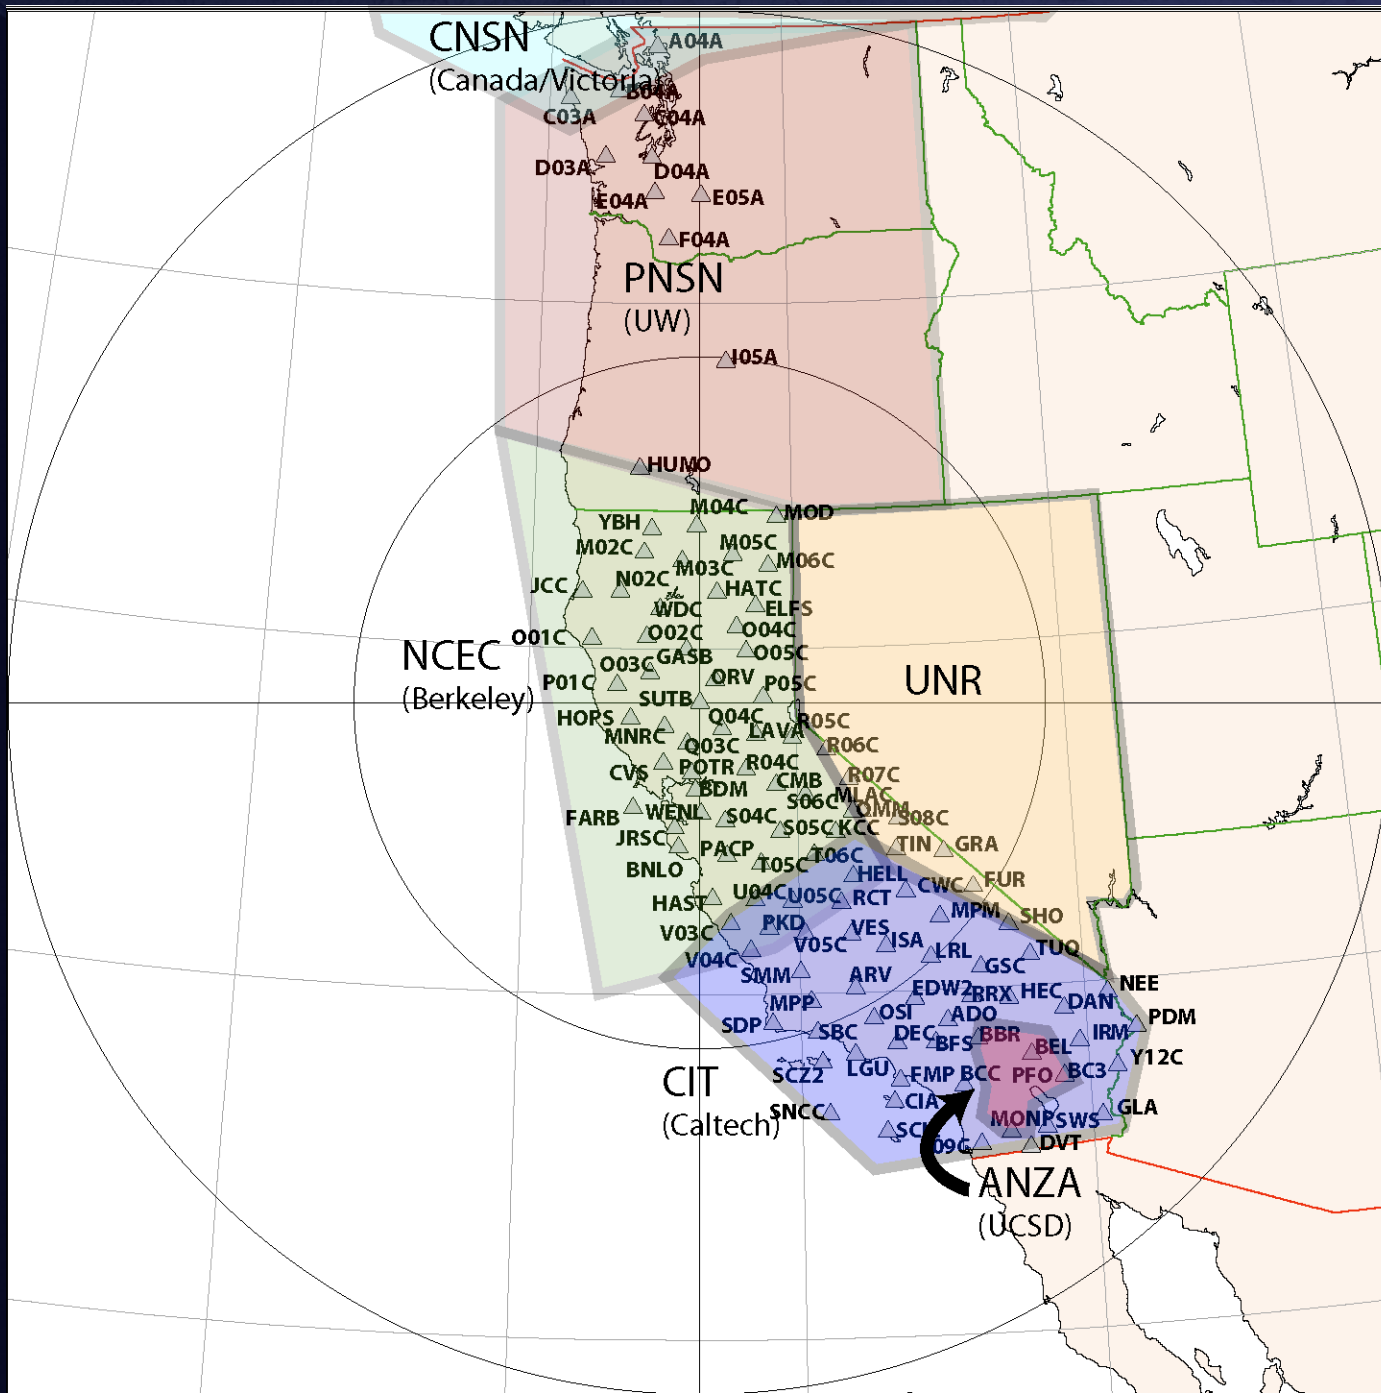 CNSN
(Canada/Victoria)
A04A
B04A
C03A
C04A
D03A
D04A
E04A
E05A
F04A
PNSN
(UW)
I05A
HUMO
M04C
MOD
YBH
M02C
M05C
M03C
M06C
JCC
N02C
HATC
WDC
ELFS
O01C
O02C
O04C
GASB
O05C
NCEC
(Berkeley)
O03C
P01C
ORV
P05C
UNR
SUTB
HOPS
Q04C
R05C
MNRC
LAVA
Q03C
R06C
CVS
POTR
R04C
R07C
BDM
CMB
MLAC
S06C
OMM
FARB
WENL
S04C
S08C
JRSC
S05C
KCC
BNLO
PACP
T05C
T06C
TIN
GRA
HELL
CWC
FUR
HAST
U04C
U05C
RCT
MPM
SHO
V03C
PKD
V05C
VES
ISA
LRL
TUQ
V04C
SMM
ARV
GSC
NEE
MPP
EDW2
RRX
HEC
DAN
PDM
SDP
SBC
OSI
ADO
DEC
BFS
BBR
IRM
BEL
Y12C
SCZ2
LGU
FMP
BCC
PFO
BC3
CIT
(Caltech)
SNCC
CIA
GLA
MONP
SWS
09C
DVT
ANZA
(UCSD)